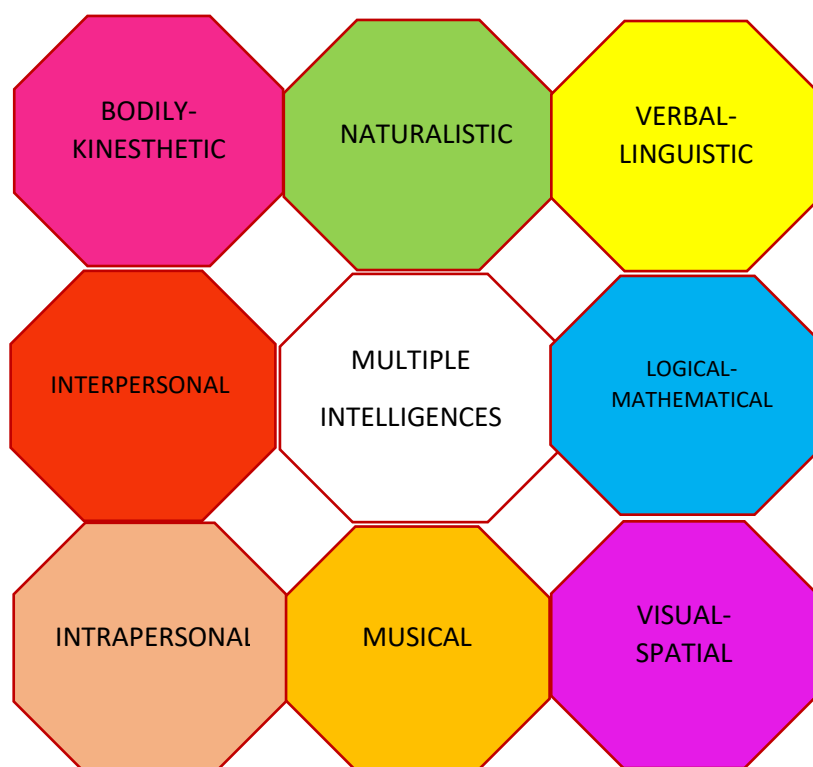 BODILY-
KINESTHETIC
NATURALISTIC
VERBAL-
LINGUISTIC
INTERPERSONAL
MULTIPLE
INTELLIGENCES
LOGICAL-
MATHEMATICAL
INTRAPERSONAL
MUSICAL
VISUAL-
SPATIAL